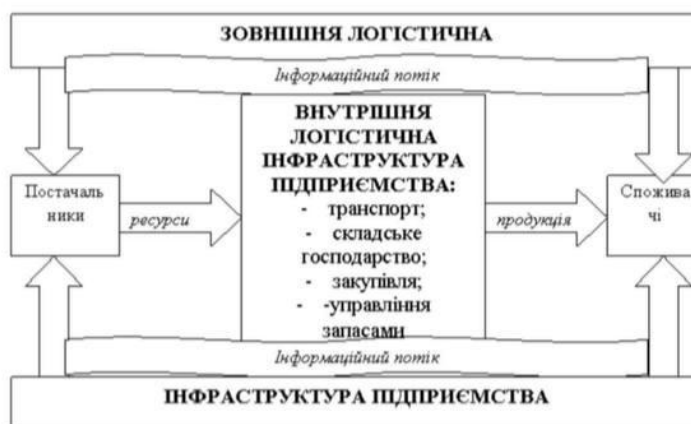 ЗОВНІШНЯ ЛОГІСТИЧНА
Інформаційний потік
ВНУТРІШНЯ
ЛОГІСТИЧНА
ІНФРАСТРУКТУРА
ПІДПРИЄМСТВА:
- транспорт;
- складське
господарство;
- закупівля;
- -управління
запасами
Постачаль
ники
ресурси
продукція
Спожива
чі
Інформаційний потік
ІНФРАСТРУКТУРА ПІДПРИЄМСТВА